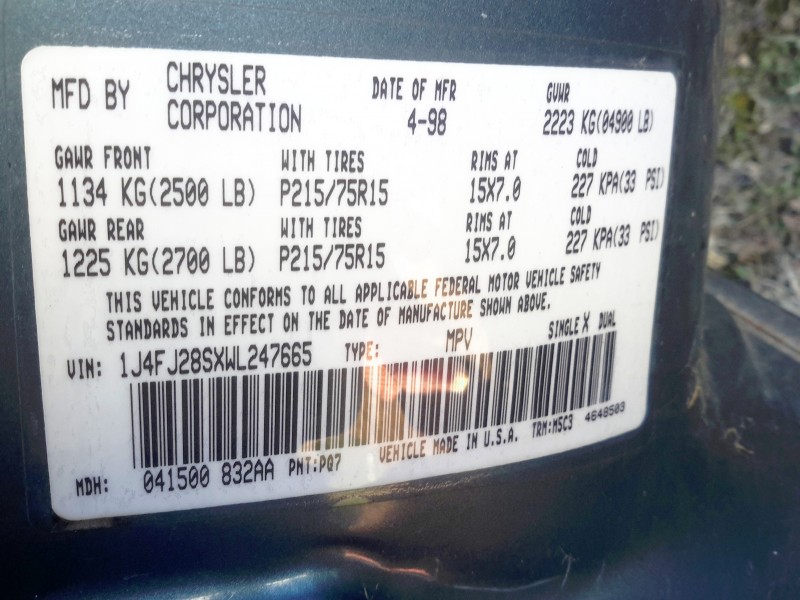 MFD BY CHRYSLER CORPORATION DATE OF MFR 4-98 GVWR 2223 KG(04900 LB)
GAWR FRONT WITH TIRES RIMS AT COLD
1134 KG(2500 LB) P215/75R15 15X7.0 227 KPA(33 PSI)
GAWR REAR WITH TIRES RIMS AT COLD
1225 KG(2700 LB) P215/75R15 15X7.0 227 KPA(33 PSI)
THIS VEHICLE CONFORMS TO ALL APPLICABLE FEDERAL MOTOR VEHICLE SAFETY
STANDARDS IN EFFECT ON THE DATE OF MANUFACTURE SHOWN ABOVE.
VIN: 1J4FJ28SXWL247665 TYPE: MPV SINGLE X DUAL
MDH: 041500 832AA PNT:PQ7 VEHICLE MADE IN U.S.A. TRM:M5C3 4648503